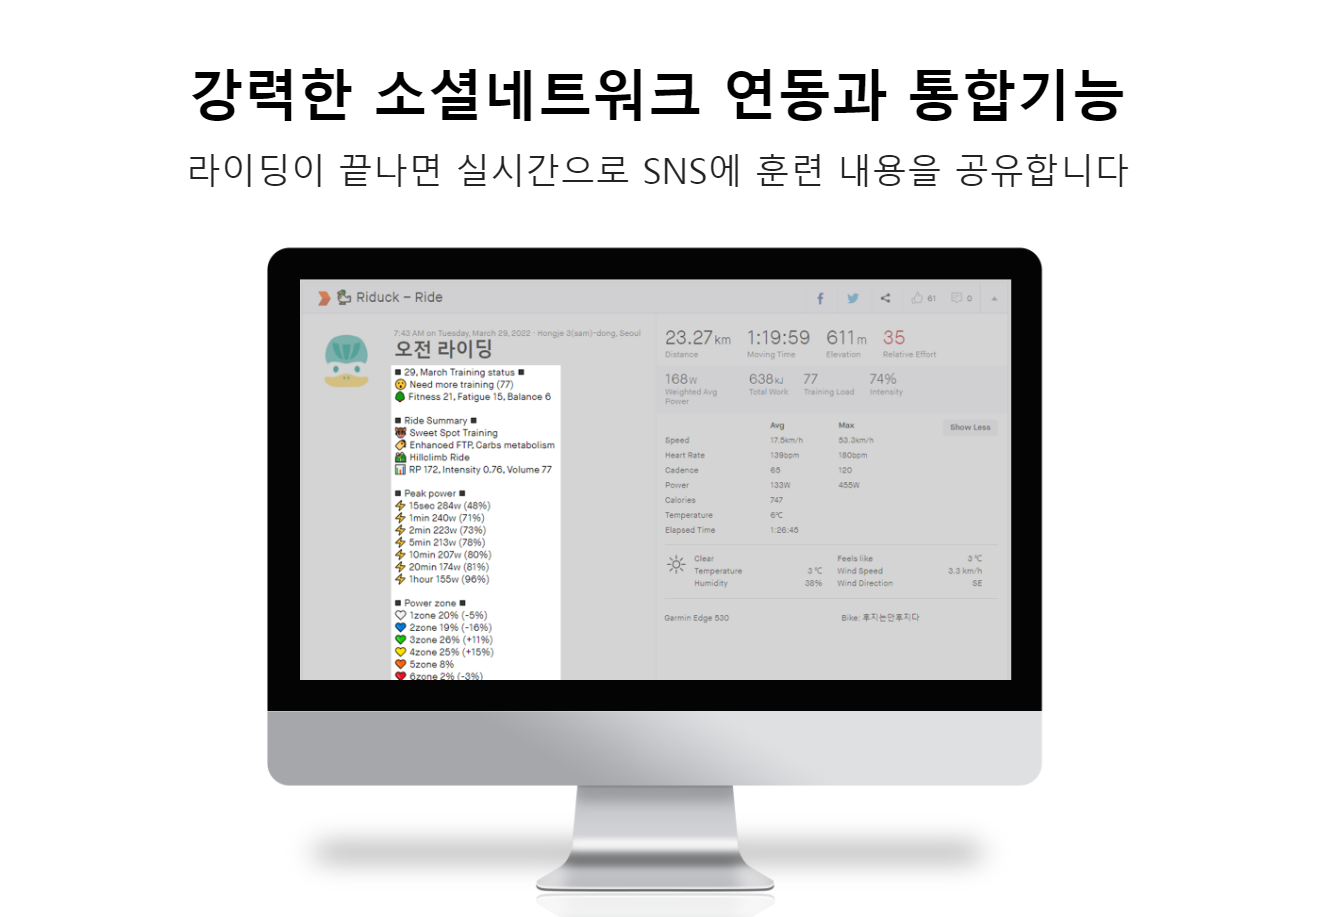 강력한 소셜네트워크 연동과 통합기능
라이딩이 끝나면 실시간으로 SNS에 훈련 내용을 공유합니다
Riduck – Ride
61
0
7:43 AM on Tuesday, March 29, 2022 · Hongje 3(sam)-dong, Seoul
오전 라이딩
■ 29, March Training status ■
😮 Need more training (77)
🌳 Fitness 21, Fatigue 15, Balance 6
■ Ride Summary ■
🐯 Sweet Spot Training
🏷️ Enhanced FTP, Carbs metabolism
Hillclimb Ride
📊 RP 172, Intensity 0.76, Volume 77
■ Peak power ■
⚡ 15sec 284w (48%)
⚡ 1min 240w (71%)
⚡ 2min 223w (73%)
⚡ 5min 213w (78%)
⚡ 10min 207w (80%)
⚡ 20min 174w (81%)
⚡ 1hour 155w (96%)
■ Power zone ■
🤍 1zone 20% (-5%)
💙 2zone 19% (-16%)
💚 3zone 26% (+11%)
💛 4zone 25% (+15%)
🧡 5zone 8%
❤️ 6zone 2% (-3%)
23.27km 1:19:59 611m 35
Distance Moving Time Elevation Relative Effort
168W 638kJ 77 74%
Weighted Avg Power Total Work Training Load Intensity
Avg Max
Show Less
Speed 17.5km/h 53.3km/h
Heart Rate 139bpm 180bpm
Cadence 65 120
Power 133W 455W
Calories 747
Temperature 6℃
Elapsed Time 1:26:45
Clear Feels like 3 ℃
Temperature 3 ℃ Wind Speed 3.3 km/h
Humidity 38% Wind Direction SE
Garmin Edge 530 Bike: 후지는안후지다